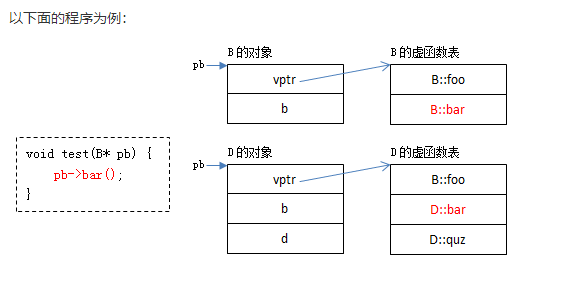 以下面的程序为例:
B的对象
B的虚函数表
pb
vptr
B::foo
b
B::bar
void test(B* pb) {
pb->bar();
}
D的对象
D的虚函数表
pb
vptr
B::foo
b
D::bar
d
D::quz